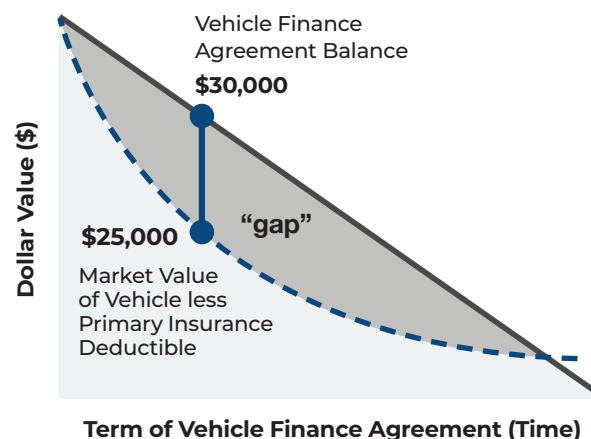 Vehicle Finance
Agreement Balance
$30,000
Dollar Value ($)
“gap”
$25,000
Market Value
of Vehicle less
Primary Insurance
Deductible
Term of Vehicle Finance Agreement (Time)